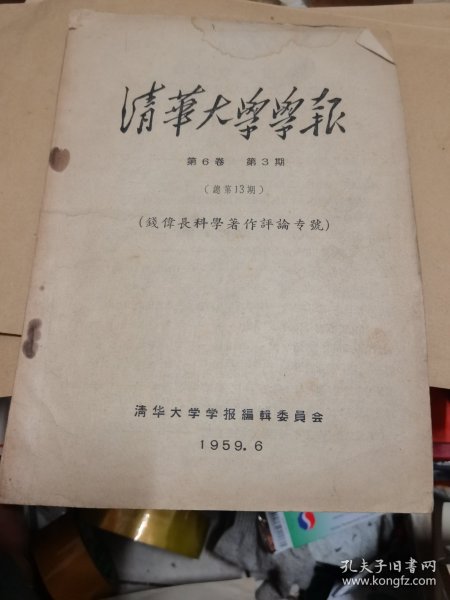 清華大學學報
第6卷 第3期
(總第13期)
(錢偉長科學著作評論专號)
清华大学学报編輯委員会
1959.6
孔夫子旧书网
www.kongfz.com